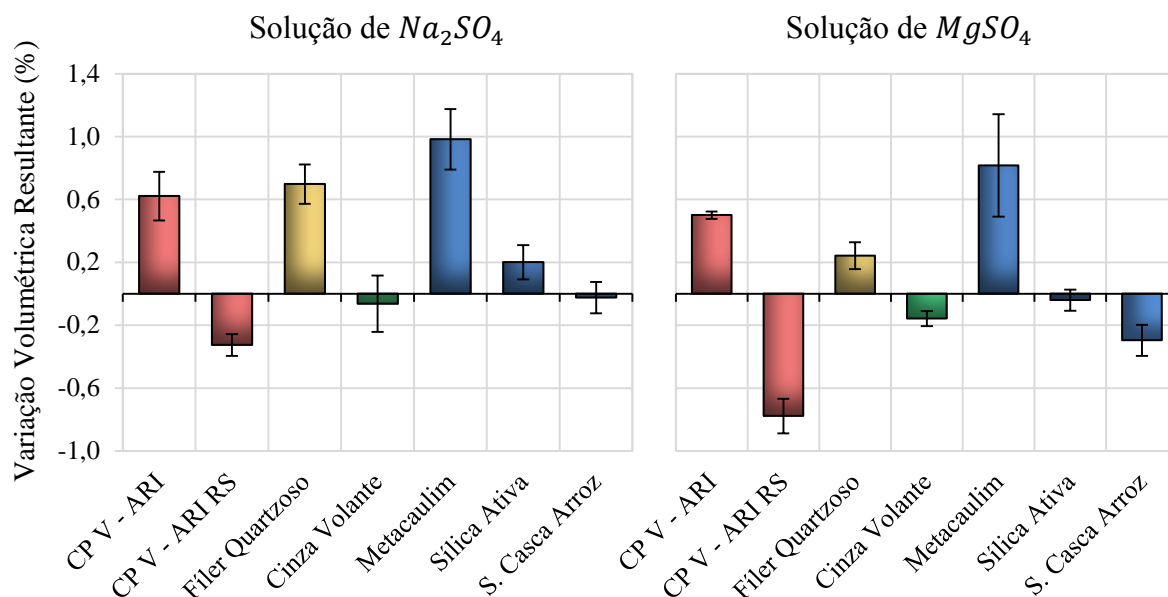 Solução de Na₂SO₄
Solução de MgSO₄
Variação Volumétrica Resultante (%)
1,4
1,0
0,6
0,2
-0,2
-0,6
-1,0
CP V - ARI
CP V - ARI RS
Fíler Quartzoso
Cinza Volante
Metacaulim
Sílica Ativa
S. Casca Arroz
CP V - ARI
CP V - ARI RS
Fíler Quartzoso
Cinza Volante
Metacaulim
Sílica Ativa
S. Casca Arroz